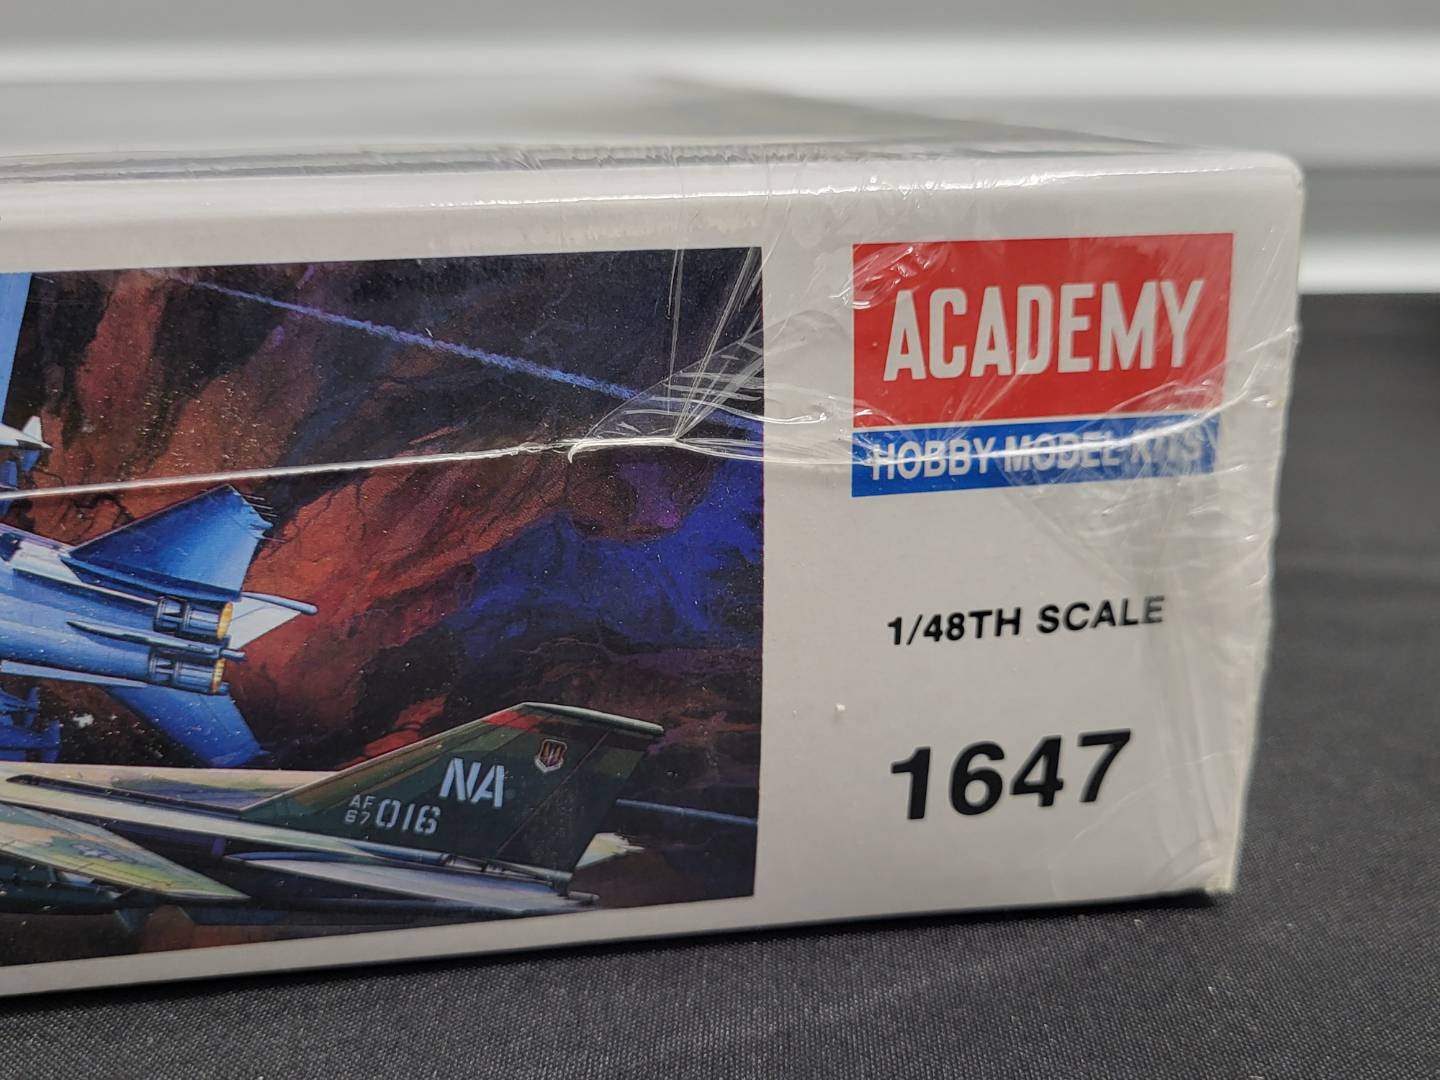 ACADEMY
HOBBY MODEL KITS
1/48TH SCALE
1647
NA
AF
67 016